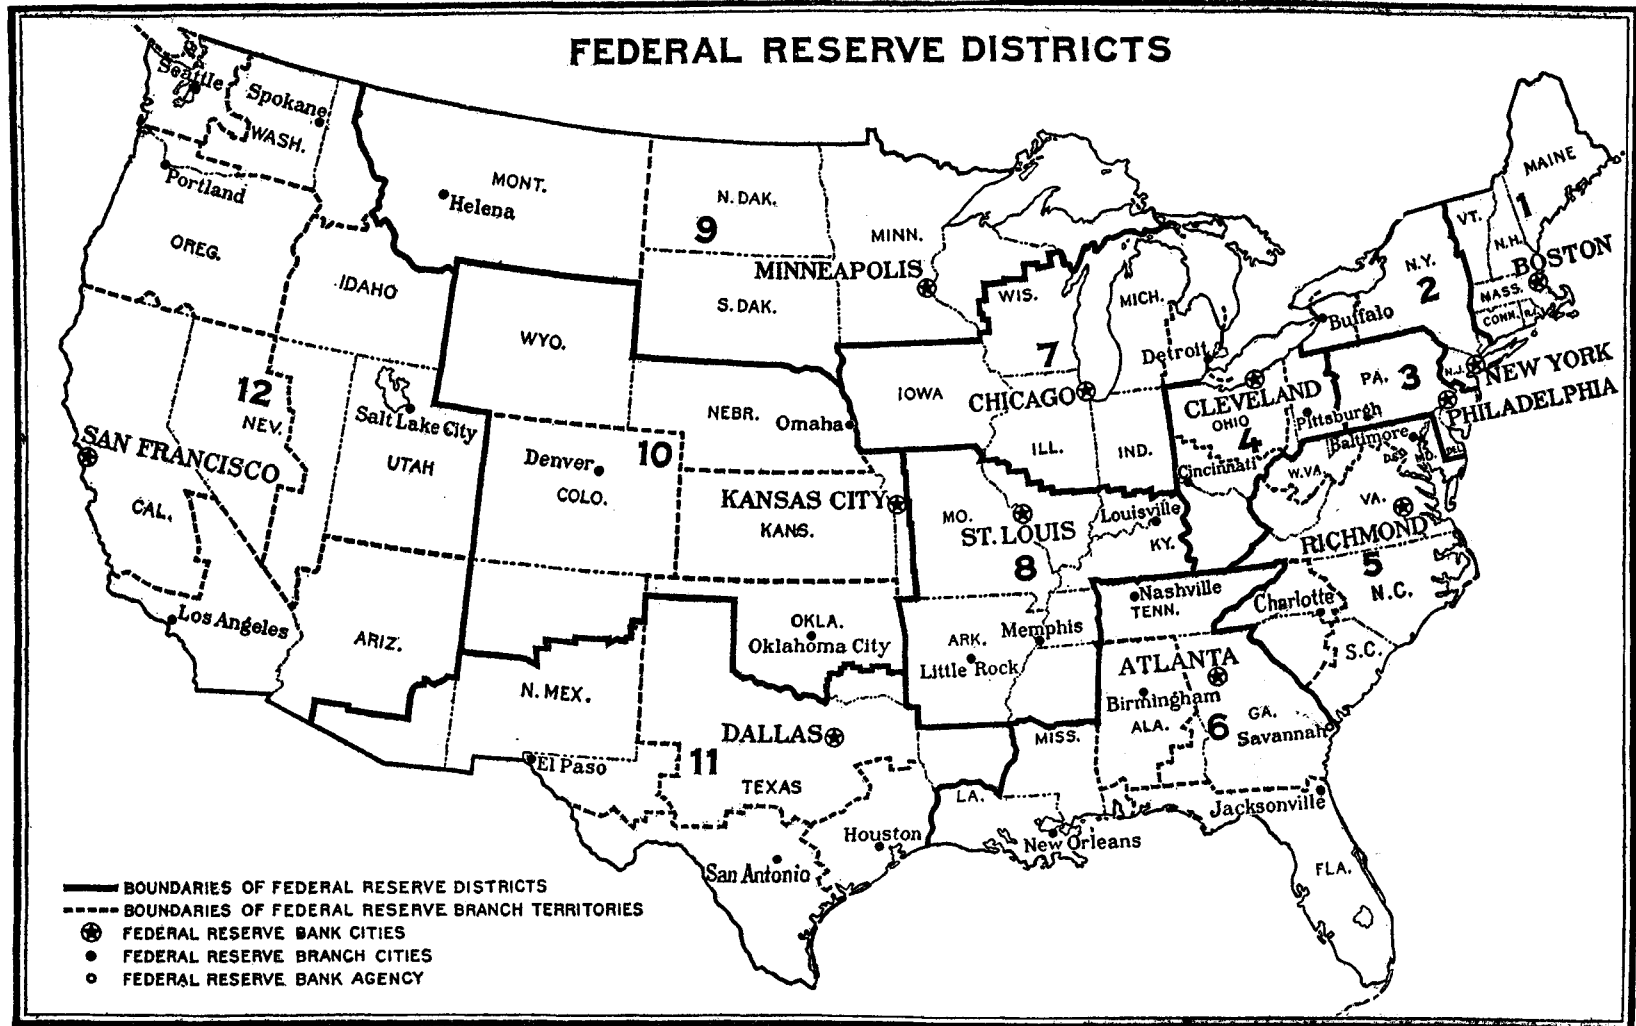 FEDERAL RESERVE DISTRICTS
Seattle
Spokane
WASH.
Portland
OREG.
MONT.
Helena
IDAHO
WYO.
N. DAK.
9
MINN.
MINNEAPOLIS
S. DAK.
WIS.
MICH.
7
Detroit
IOWA
CHICAGO
ILL.
IND.
MAINE
1
VT.
N.H.
BOSTON
MASS.
CONN.
R.I.
N.Y.
2
Buffalo
NEW YORK
N.J.
PA.
3
PHILADELPHIA
CLEVELAND
OHIO
4
Pittsburgh
Cincinnati
Baltimore
D.C.
MD.
DEL.
W.VA.
VA.
RICHMOND
5
N.C.
Charlotte
S.C.
12
NEV.
SAN FRANCISCO
CAL.
Los Angeles
Salt Lake City
UTAH
ARIZ.
NEBR.
Omaha
10
Denver
COLO.
KANSAS CITY
KANS.
OKLA.
Oklahoma City
N. MEX.
MO.
ST. LOUIS
8
Louisville
KY.
ARK.
Memphis
Little Rock
Nashville
TENN.
ATLANTA
Birmingham
ALA.
6
GA.
Savannah
Jacksonville
FLA.
MISS.
LA.
New Orleans
DALLAS
11
TEXAS
El Paso
Houston
San Antonio
BOUNDARIES OF FEDERAL RESERVE DISTRICTS
BOUNDARIES OF FEDERAL RESERVE BRANCH TERRITORIES
FEDERAL RESERVE BANK CITIES
FEDERAL RESERVE BRANCH CITIES
FEDERAL RESERVE BANK AGENCY